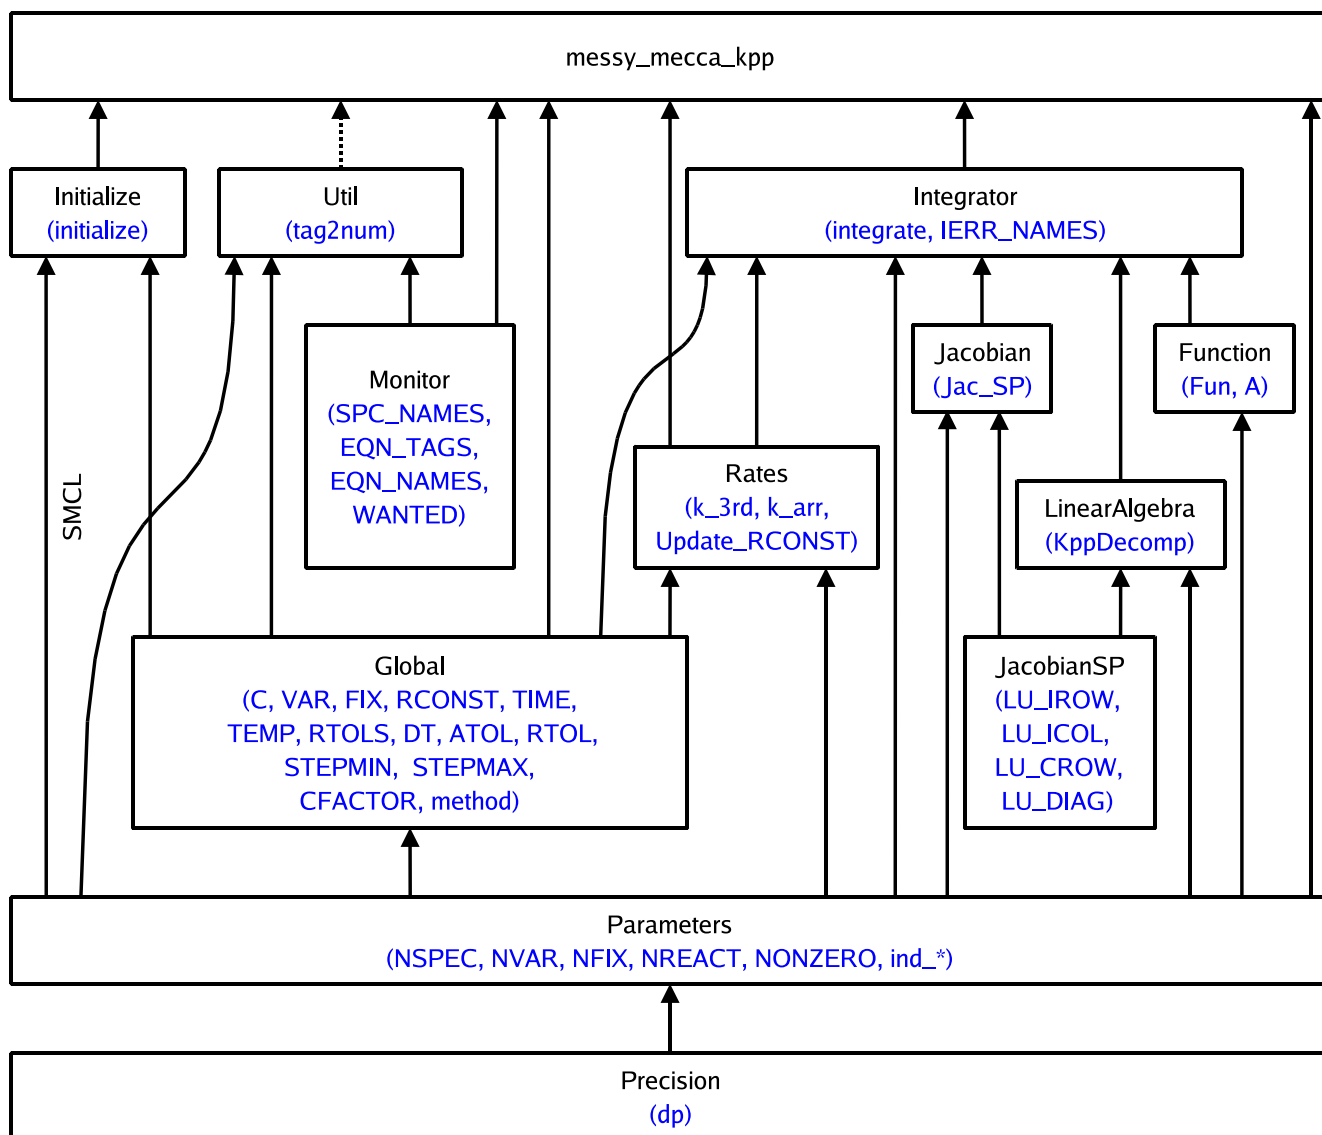 messy_mecca_kpp
Initialize
(initialize)
Util
(tag2num)
Integrator
(integrate, IERR_NAMES)
Monitor
(SPC_NAMES,
EQN_TAGS,
EQN_NAMES,
WANTED)
Jacobian
(Jac_SP)
Function
(Fun, A)
SMCL
Rates
(k_3rd, k_arr,
Update_RCONST)
LinearAlgebra
(KppDecomp)
Global
(C, VAR, FIX, RCONST, TIME,
TEMP, RTOLS, DT, ATOL, RTOL,
STEPMIN, STEPMAX,
CFACTOR, method)
JacobianSP
(LU_IROW,
LU_ICOL,
LU_CROW,
LU_DIAG)
Parameters
(NSPEC, NVAR, NFIX, NREACT, NONZERO, ind_*)
Precision
(dp)